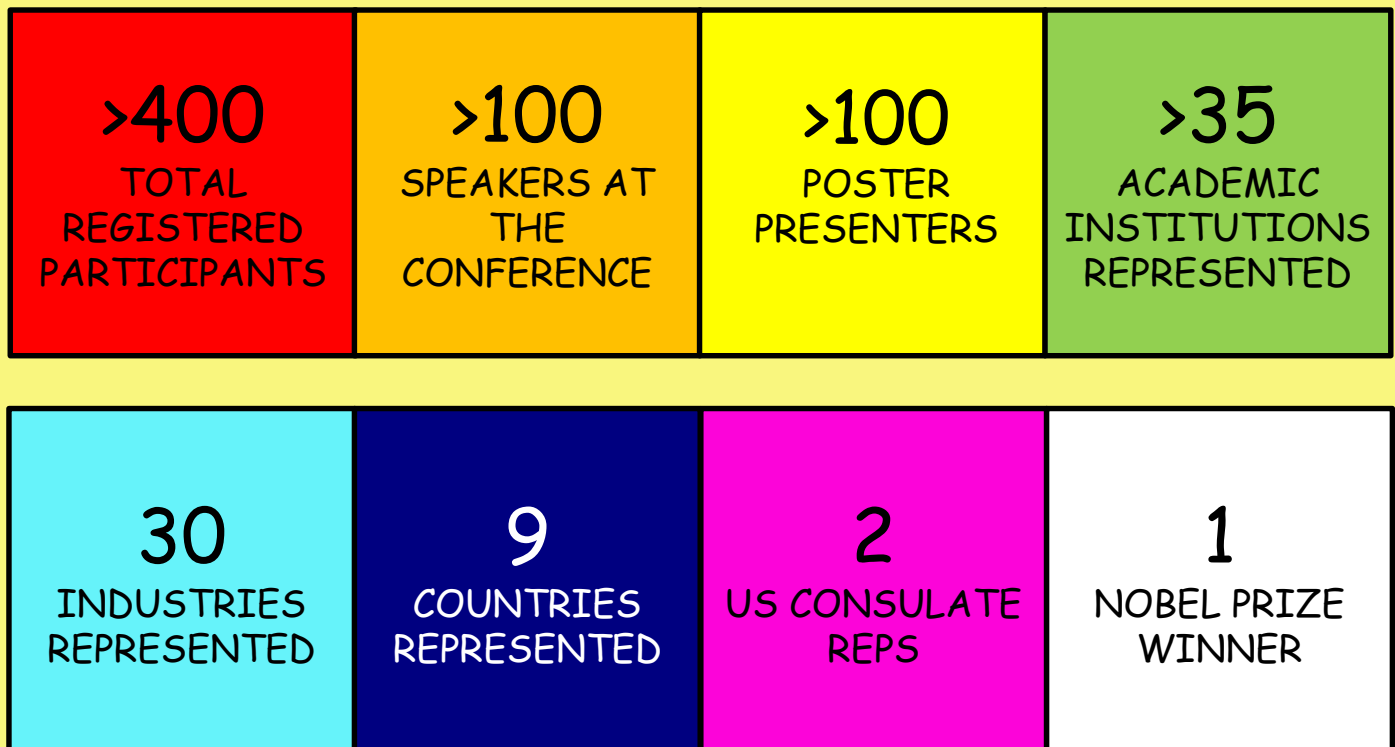 >400
TOTAL
REGISTERED
PARTICIPANTS
>100
SPEAKERS AT
THE
CONFERENCE
>100
POSTER
PRESENTERS
>35
ACADEMIC
INSTITUTIONS
REPRESENTED
30
INDUSTRIES
REPRESENTED
9
COUNTRIES
REPRESENTED
2
US CONSULATE
REPS
1
NOBEL PRIZE
WINNER